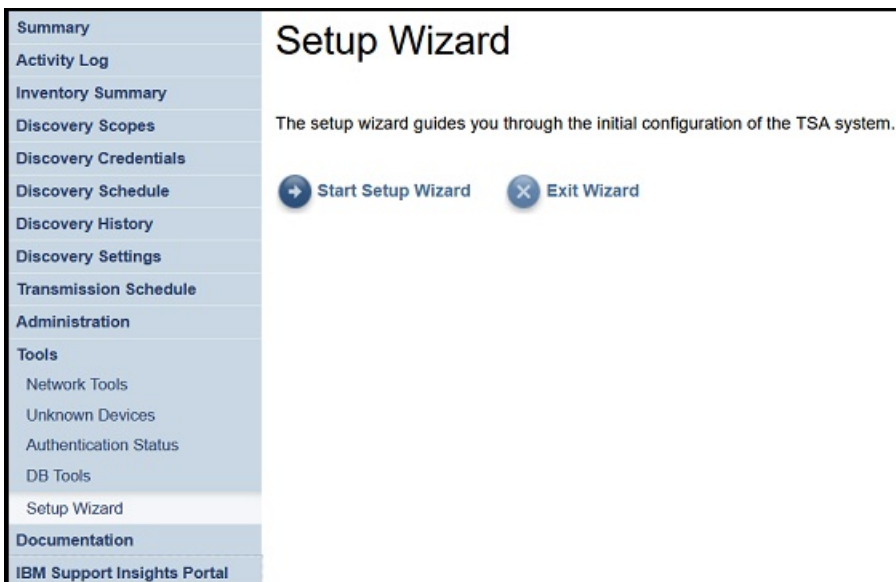 Summary
Activity Log
Inventory Summary
Discovery Scopes
Discovery Credentials
Discovery Schedule
Discovery History
Discovery Settings
Transmission Schedule
Administration
Tools
Network Tools
Unknown Devices
Authentication Status
DB Tools
Setup Wizard
Documentation
IBM Support Insights Portal
Setup Wizard
The setup wizard guides you through the initial configuration of the TSA system.
Start Setup Wizard
Exit Wizard